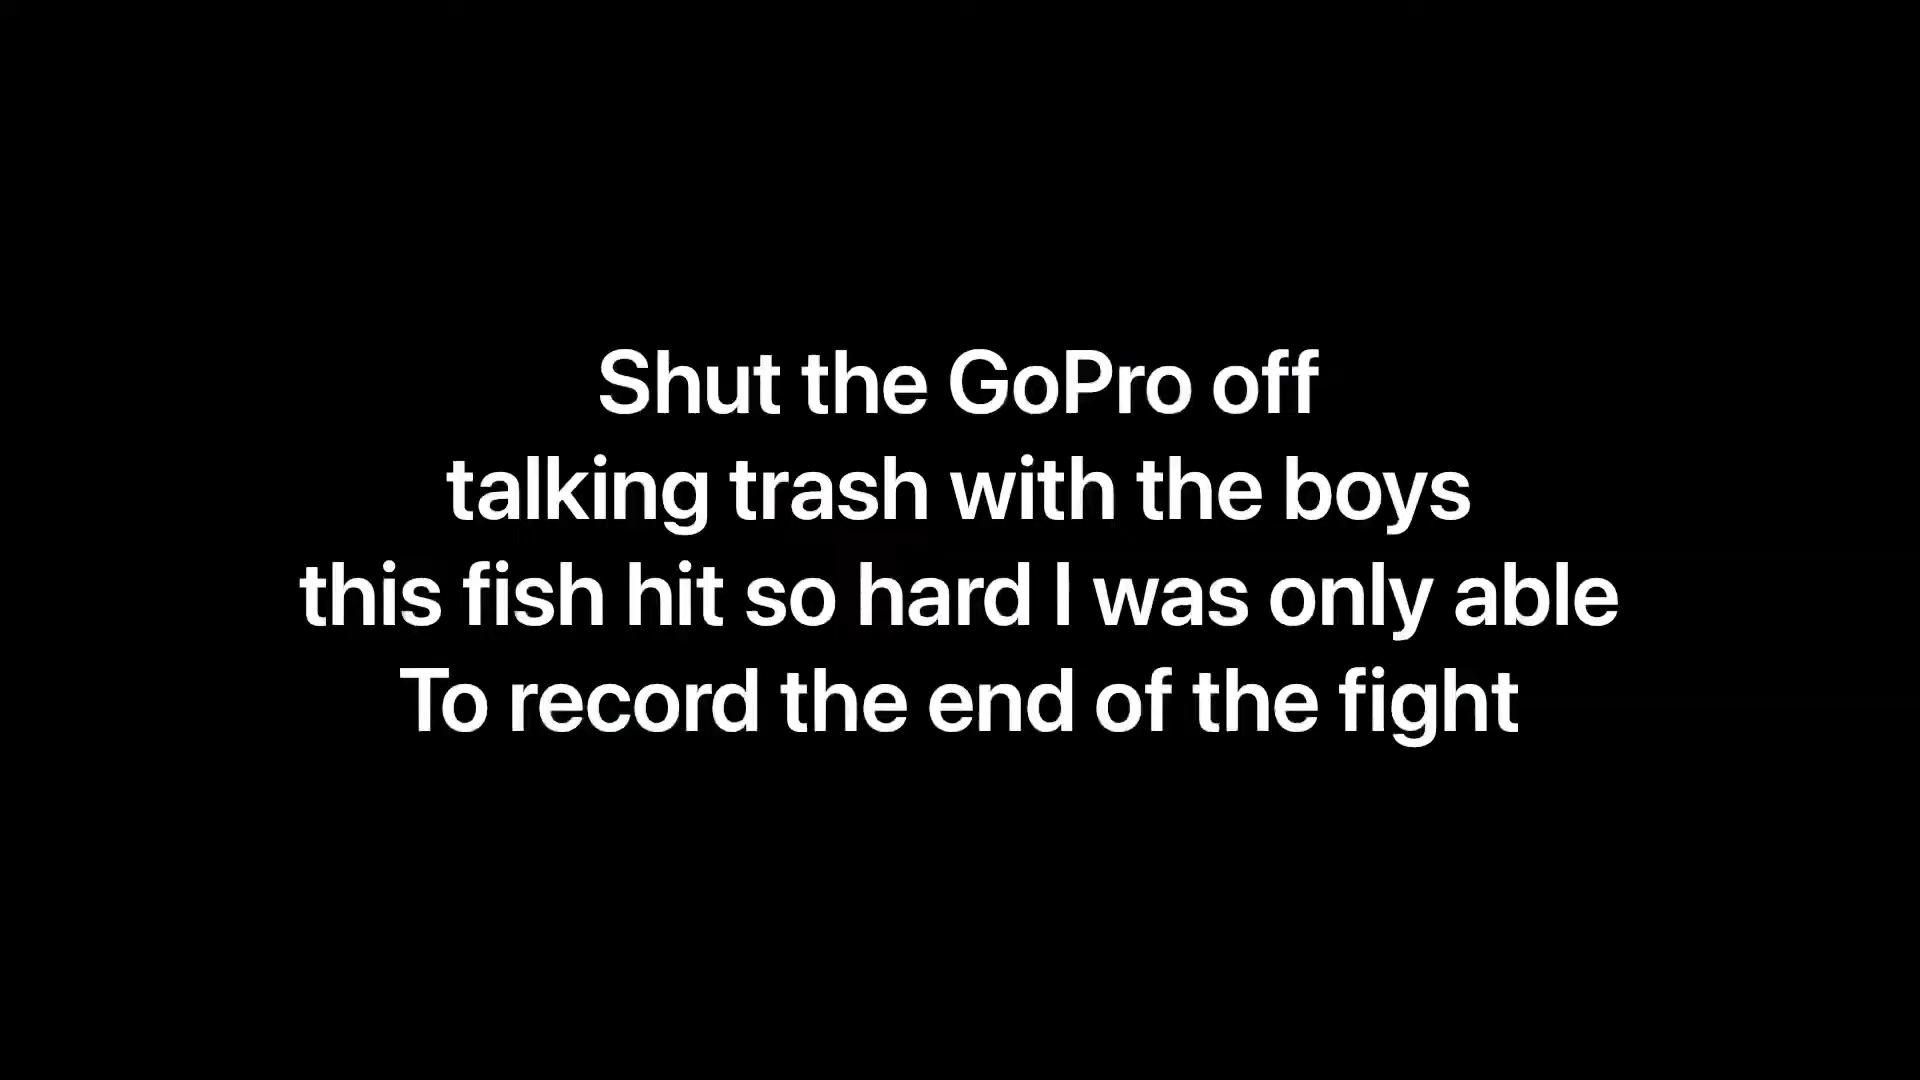 Shut the GoPro off
talking trash with the boys
this fish hit so hard I was only able
To record the end of the fight